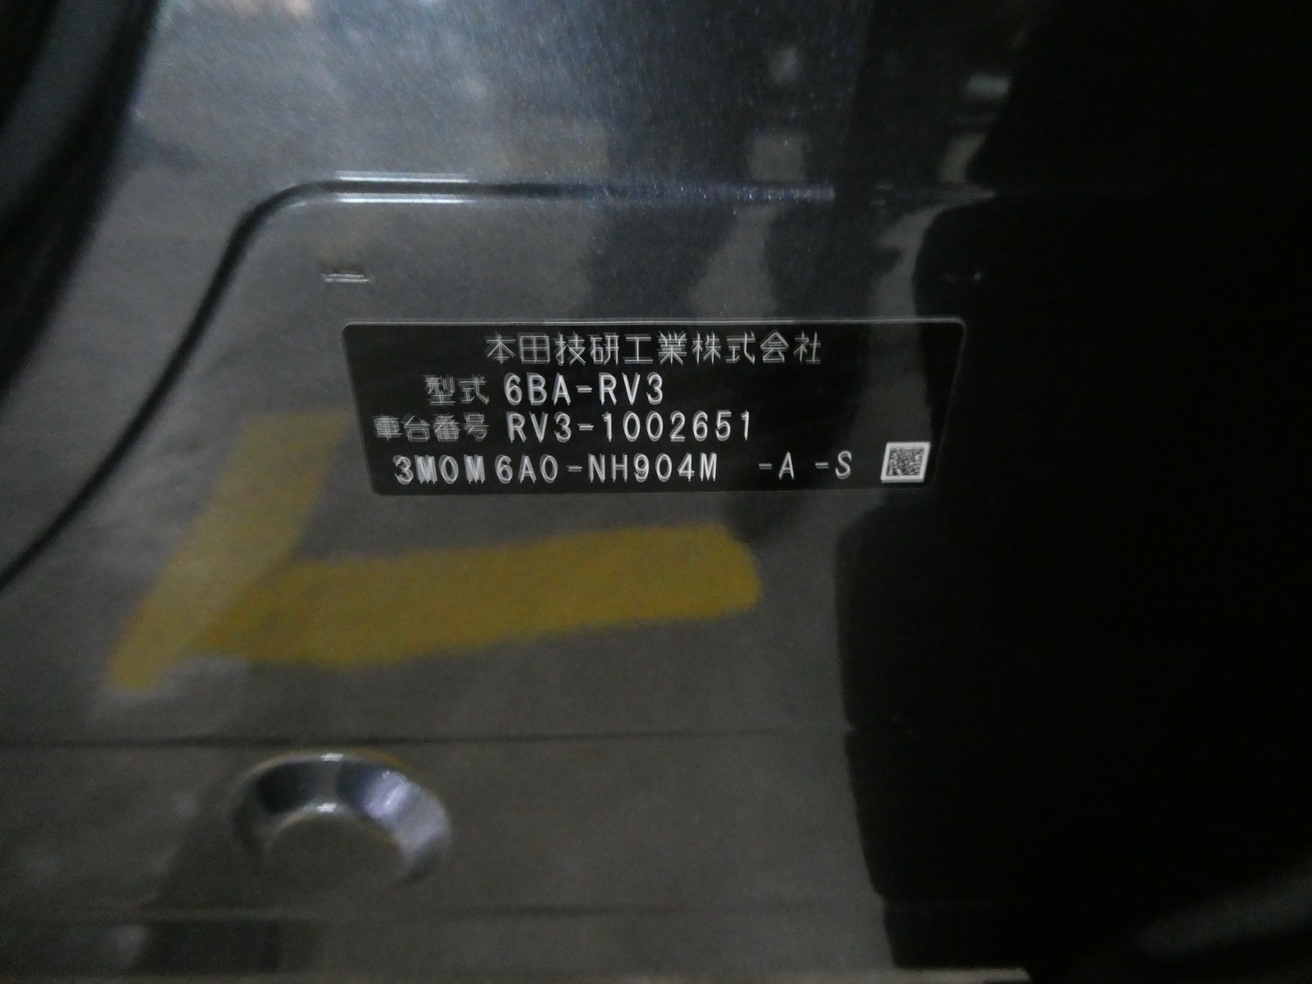 本田技研工業株式会社
型式 6BA-RV3
車台番号 RV3-1002651
3M0M6A0-NH904M -A -S